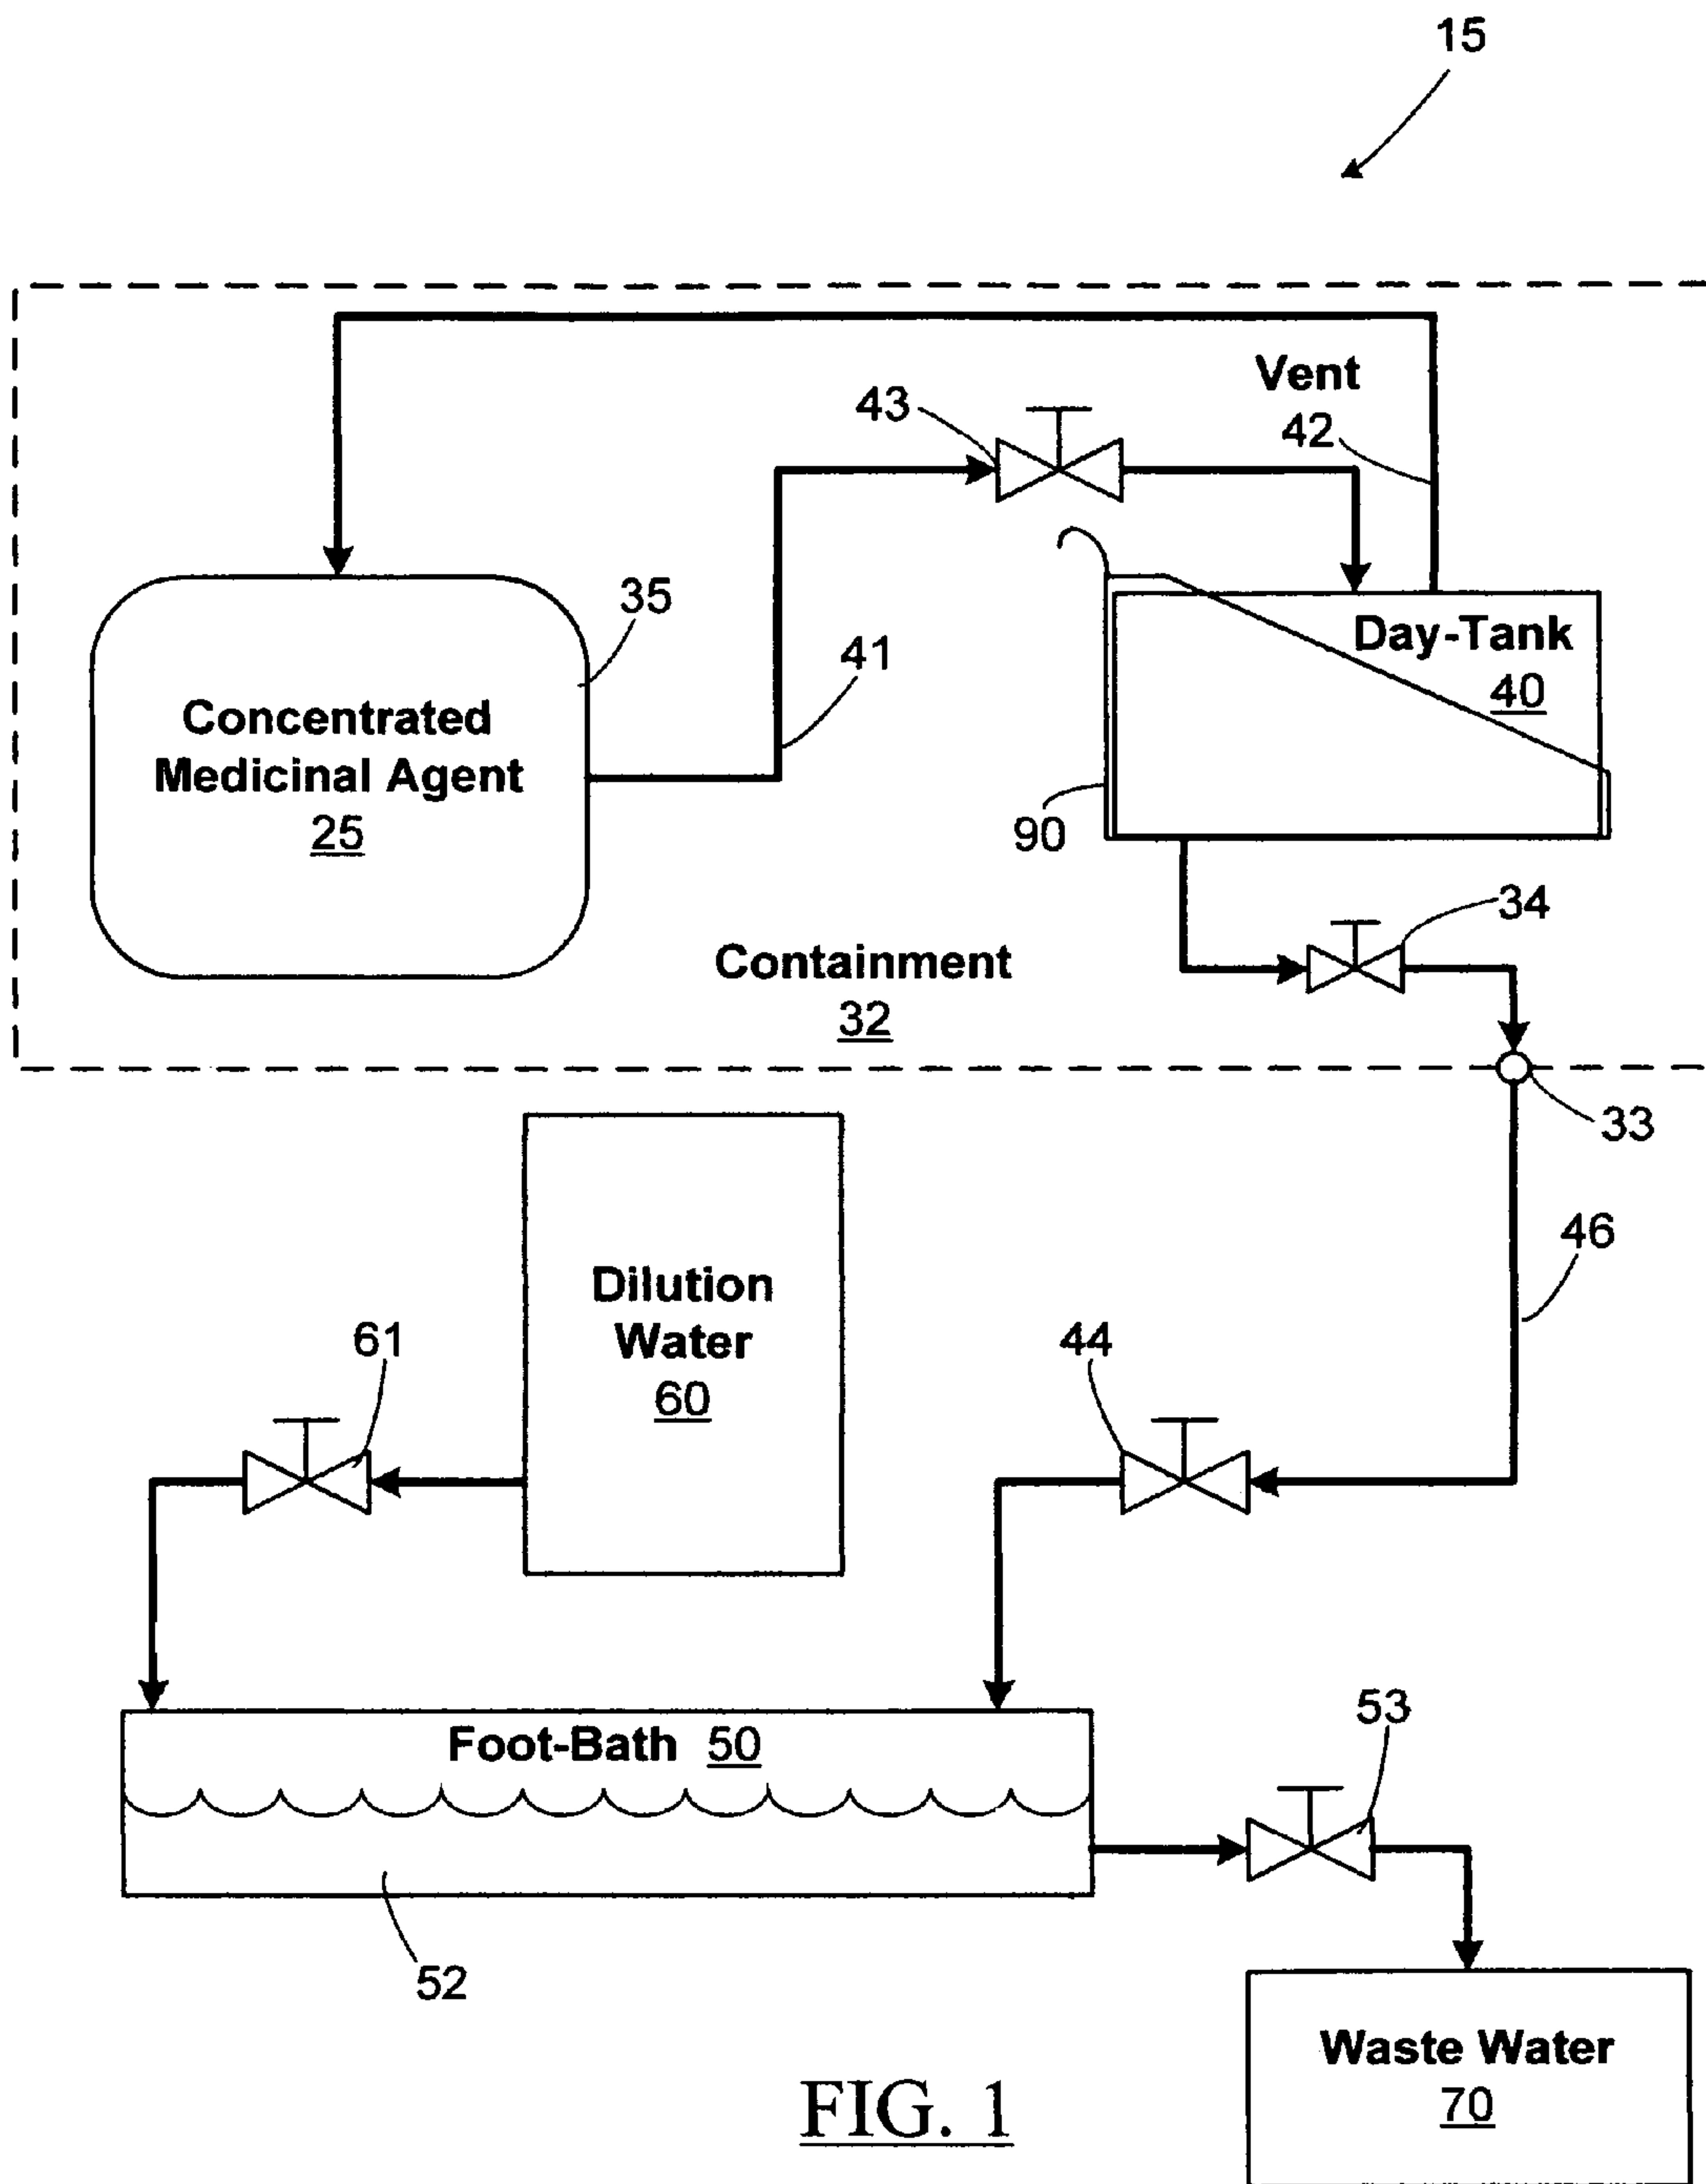 15
Vent
43
42
35
Day-Tank
40
41
Concentrated
Medicinal Agent
25
90
34
Containment
32
33
46
Dilution
Water
60
61
44
Foot-Bath 50
53
52
Waste Water
70
FIG. 1